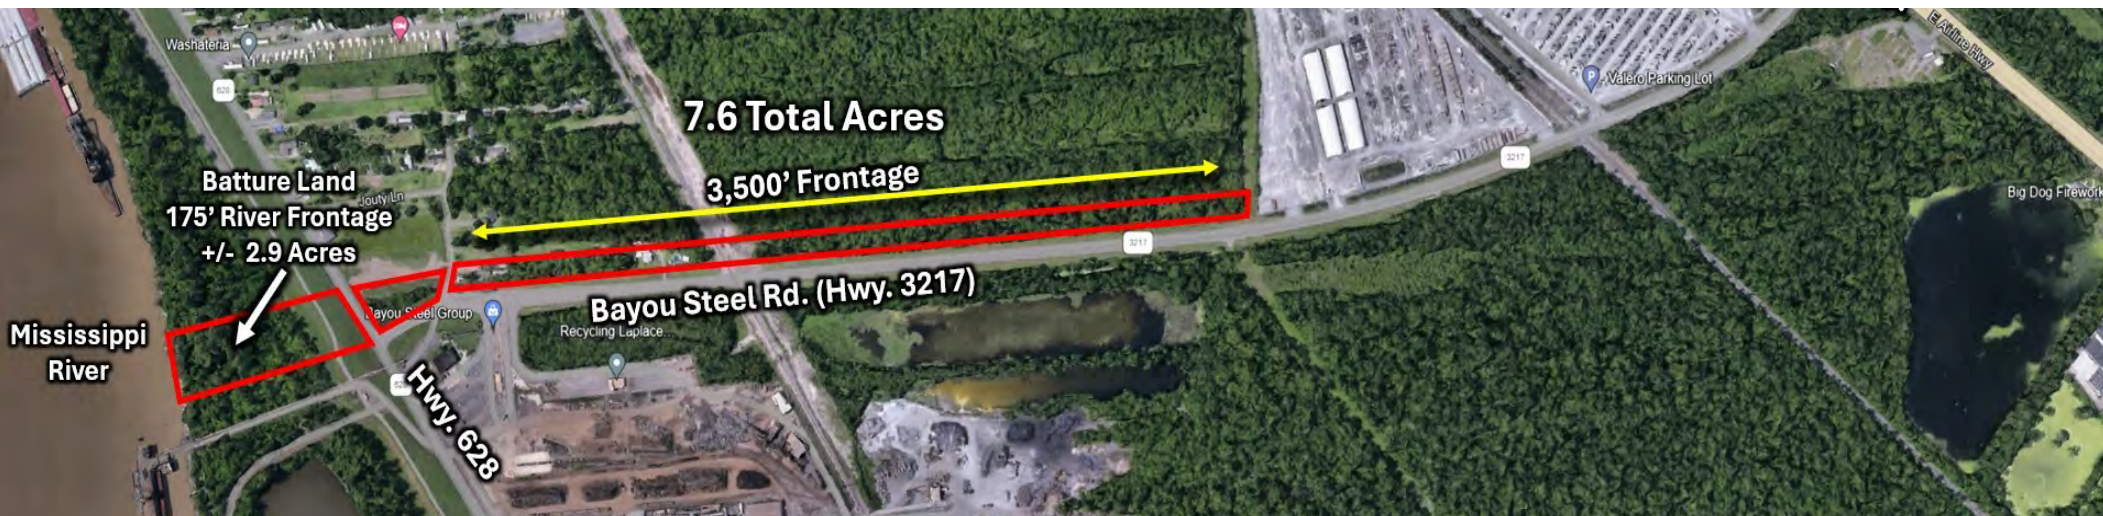 Washateria
628
Valero Parking Lot
E Airline Hwy
7.6 Total Acres
3,500' Frontage
3217
Batture Land
175' River Frontage
+/- 2.9 Acres
Jouty Ln
Big Dog Firework
3217
Mississippi
River
Bayou Steel Group
Bayou Steel Rd. (Hwy. 3217)
Recycling Laplace...
Hwy. 628